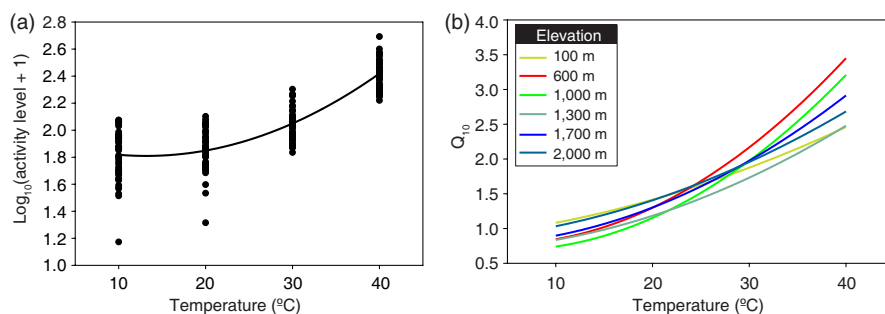 (a)
Log10(activity level + 1)
2.8
2.6
2.4
2.2
2.0
1.8
1.6
1.4
1.2
1.0
10
20
30
40
Temperature (ºC)
(b)
Q10
4.0
3.5
3.0
2.5
2.0
1.5
1.0
0.5
Elevation
100 m
600 m
1,000 m
1,300 m
1,700 m
2,000 m
10
20
30
40
Temperature (ºC)